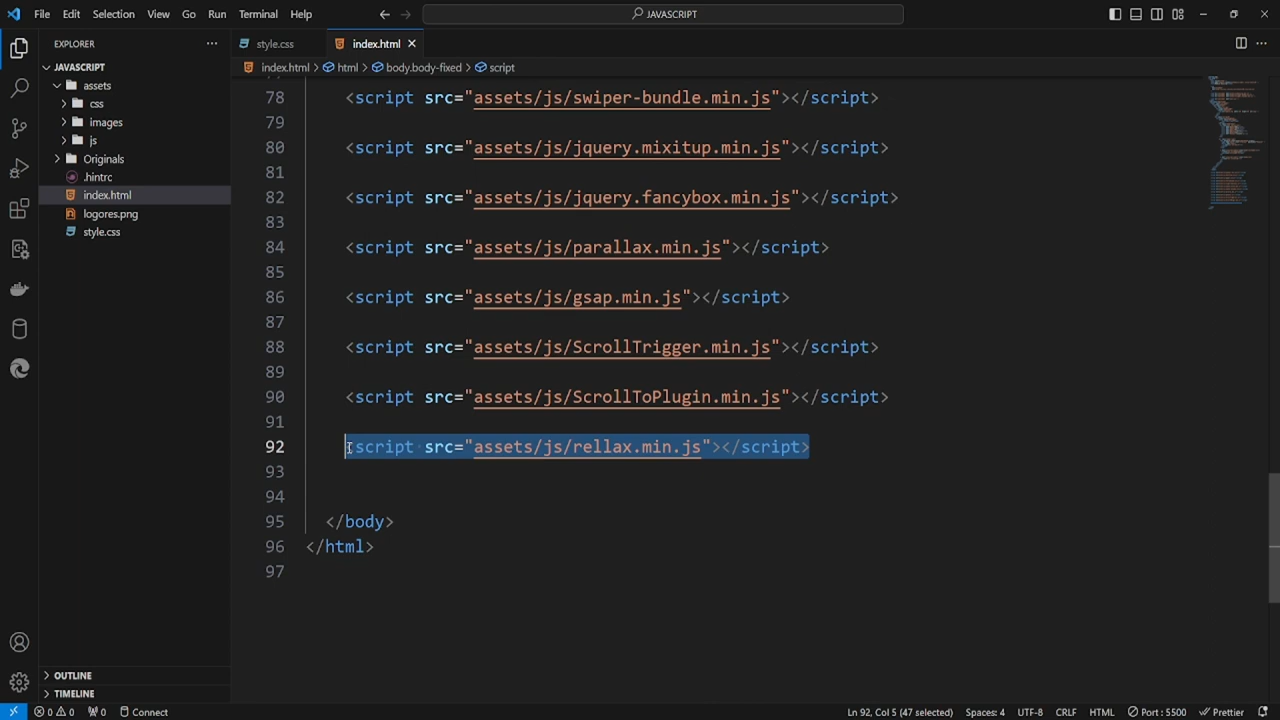 File Edit Selection View Go Run Terminal Help JAVASCRIPT
EXPLORER
JAVASCRIPT
assets
css
images
js
Originals
.hintrc
index.html
logores.png
style.css
OUTLINE
TIMELINE
style.css index.html
index.html > html > body.body-fixed > script
78 <script src="assets/js/swiper-bundle.min.js"></script>
79
80 <script src="assets/js/jquery.mixitup.min.js"></script>
81
82 <script src="assets/js/jquery.fancybox.min.js"></script>
83
84 <script src="assets/js/parallax.min.js"></script>
85
86 <script src="assets/js/gsap.min.js"></script>
87
88 <script src="assets/js/ScrollTrigger.min.js"></script>
89
90 <script src="assets/js/ScrollToPlugin.min.js"></script>
91
92 <script src="assets/js/rellax.min.js"></script>
93
94
95 </body>
96 </html>
97
0 0 0 Connect Ln 92, Col 5 (47 selected) Spaces: 4 UTF-8 CRLF HTML Port : 5500 Prettier